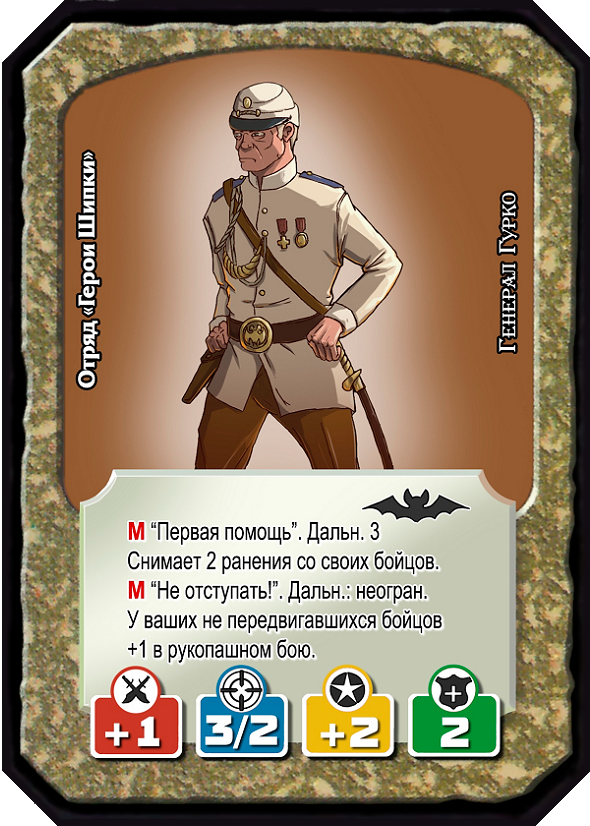 Отряд «Герои Шипки»
Генерал Гурко
М “Первая помощь”. Дальн. 3
Снимает 2 ранения со своих бойцов.
М “Не отступать!”. Дальн.: неогран.
У ваших не передвигавшихся бойцов
+1 в рукопашном бою.
+1 3/2 +2 2